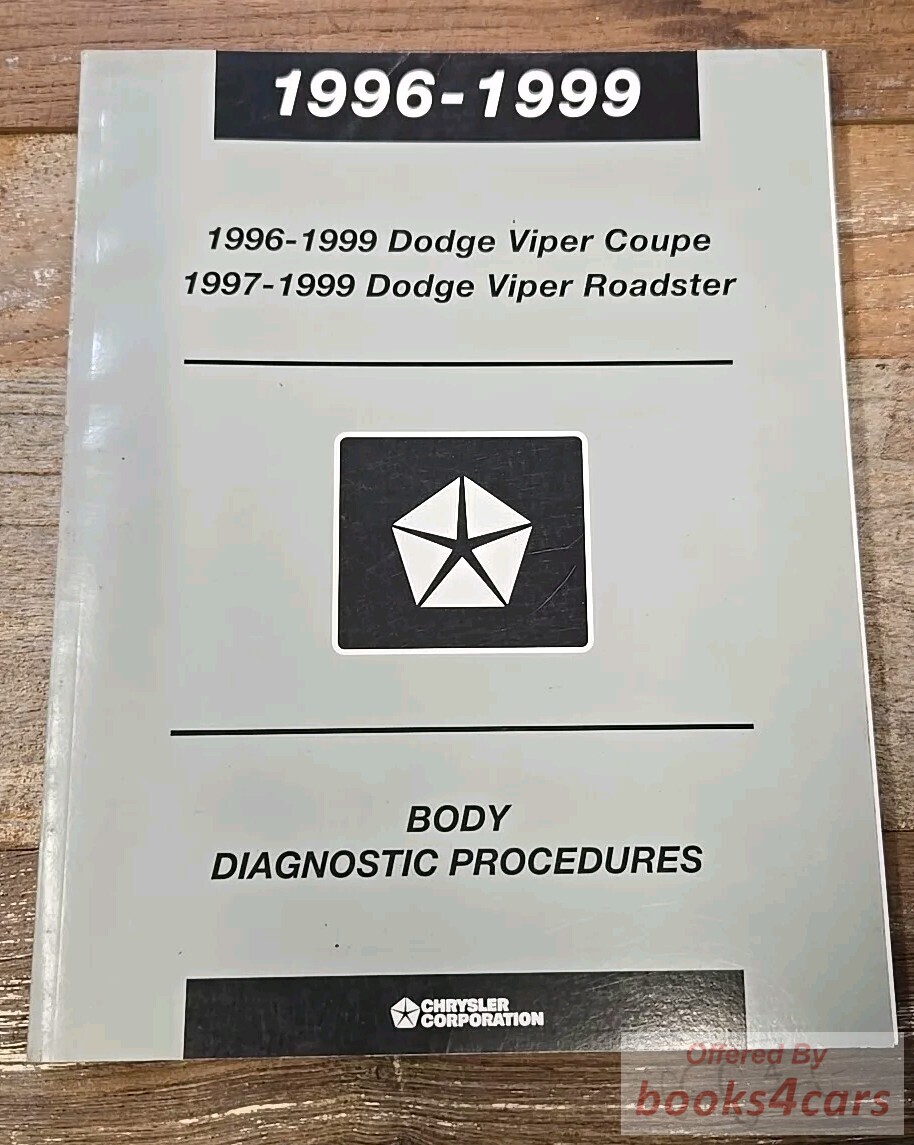 1996-1999
1996-1999 Dodge Viper Coupe
1997-1999 Dodge Viper Roadster
BODY
DIAGNOSTIC PROCEDURES
CHRYSLER
CORPORATION
Offered By
books4cars